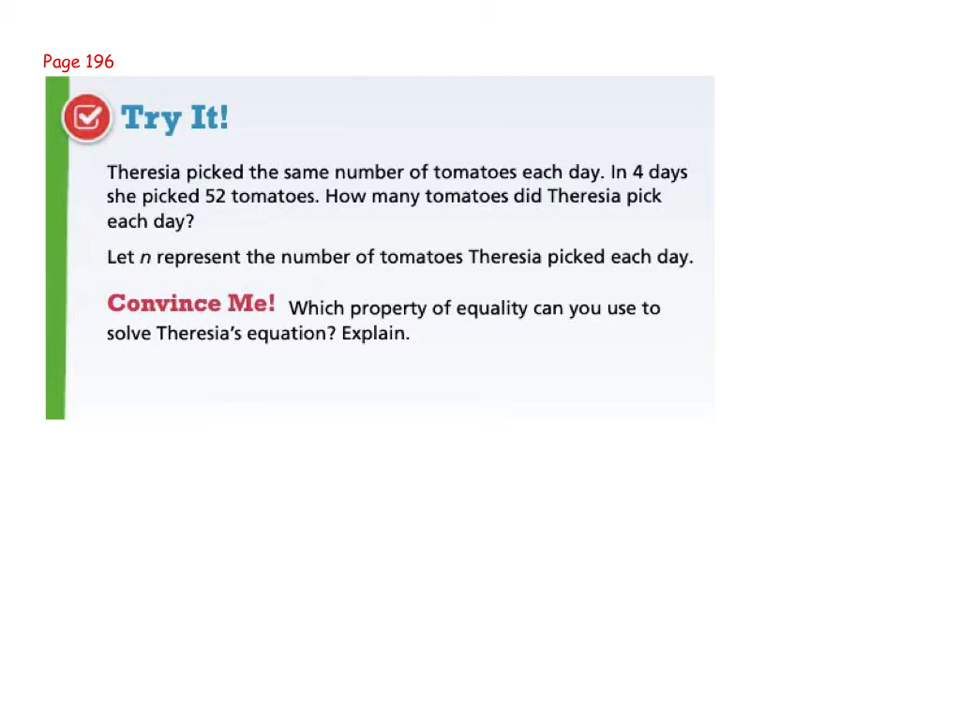 Page 196
Try It!
Theresia picked the same number of tomatoes each day. In 4 days
she picked 52 tomatoes. How many tomatoes did Theresia pick
each day?
Let n represent the number of tomatoes Theresia picked each day.
Convince Me! Which property of equality can you use to
solve Theresia's equation? Explain.